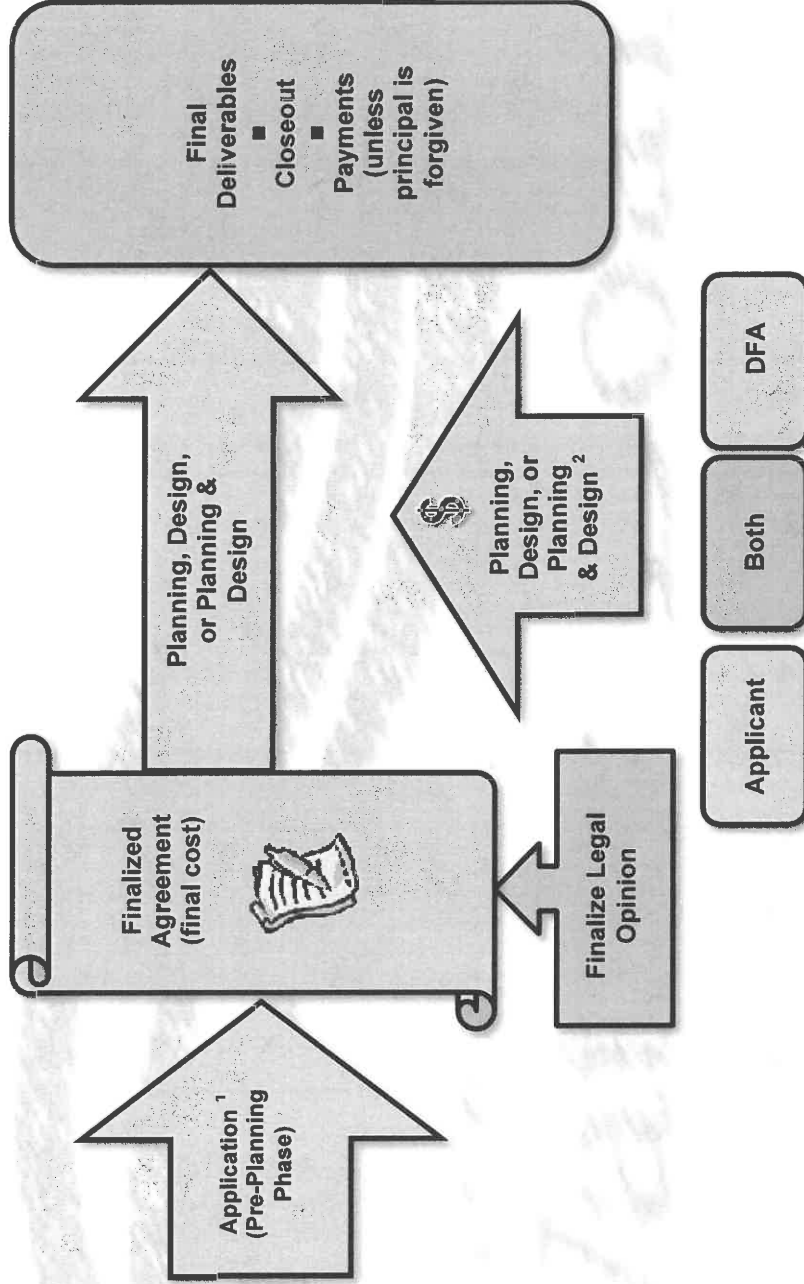 Application ¹
(Pre-Planning
Phase)
Finalized
Agreement
(final cost)
Finalize Legal
Opinion
Planning, Design,
or Planning &
Design
$
Planning,
Design, or
Planning
& Design ²
Final
Deliverables
▪
Closeout
▪
Payments
(unless
principal is
forgiven)
Applicant
Both
DFA